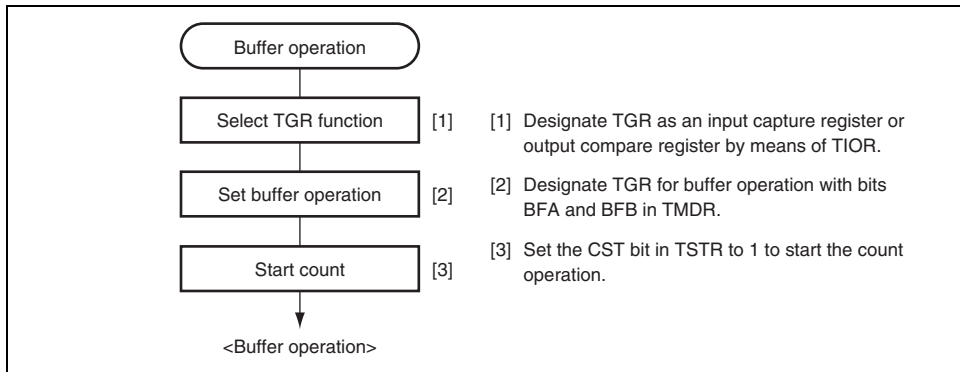 Buffer operation
Select TGR function
[1]
[1] Designate TGR as an input capture register or
output compare register by means of TIOR.
Set buffer operation
[2]
[2] Designate TGR for buffer operation with bits
BFA and BFB in TMDR.
Start count
[3]
[3] Set the CST bit in TSTR to 1 to start the count
operation.
<Buffer operation>